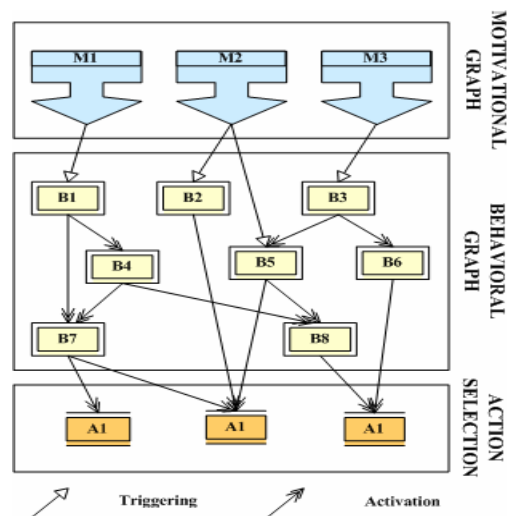 M1 M2 M3
MOTIVATIONAL
GRAPH
B1 B2 B3
B4 B5 B6
B7 B8
BEHAVIORAL
GRAPH
A1 A1 A1
ACTION
SELECTION
Triggering Activation